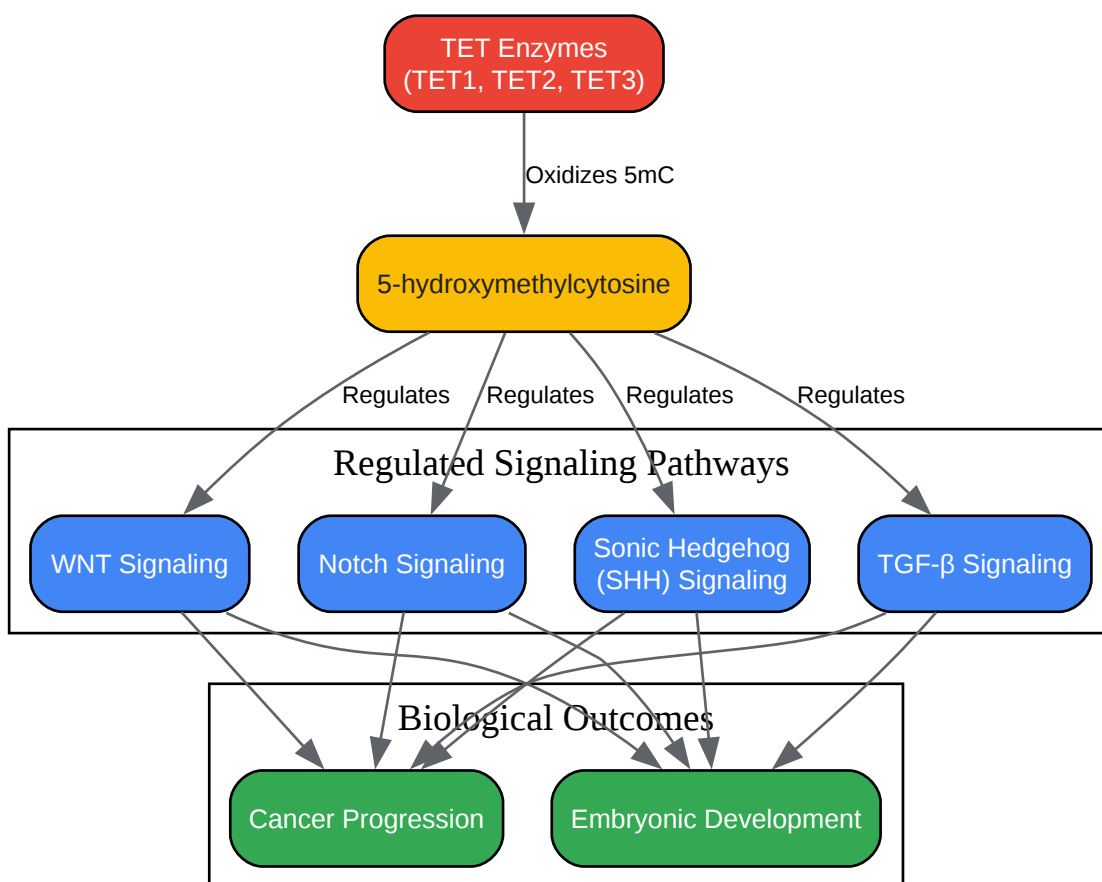 TET Enzymes
(TET1, TET2, TET3)
Oxidizes 5mC
5-hydroxymethylcytosine
Regulates
Regulates
Regulates
Regulates
Regulated Signaling Pathways
WNT Signaling
Notch Signaling
Sonic Hedgehog
(SHH) Signaling
TGF-β Signaling
Biological Outcomes
Cancer Progression
Embryonic Development